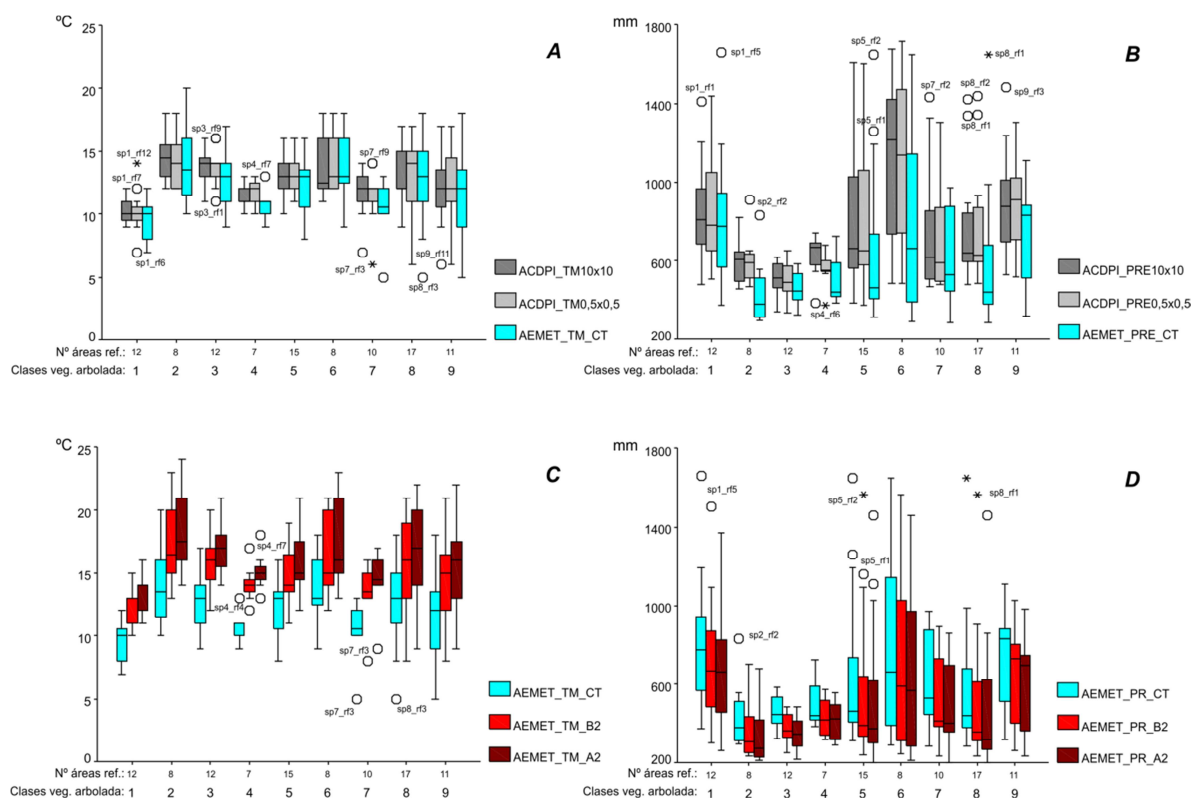 ºC
A
25
20
15
10
5
0
sp1_rf12
sp1_rf7
sp1_rf6
sp3_rf9
sp3_rf1
sp4_rf7
sp7_rf9
sp7_rf3
sp8_rf3
sp9_rf11
ACDPI_TM10x10
ACDPI_TM0,5x0,5
AEMET_TM_CT
Nº áreas ref.: 12 8 12 7 15 8 10 17 11
Clases veg. arbolada: 1 2 3 4 5 6 7 8 9
mm
B
1800
1400
1000
600
200
sp1_rf5
sp1_rf1
sp2_rf2
sp4_rf6
sp5_rf2
sp5_rf1
sp7_rf2
sp8_rf1
sp8_rf2
sp8_rf1
sp9_rf3
ACDPI_PRE10x10
ACDPI_PRE0,5x0,5
AEMET_PRE_CT
Nº áreas ref.: 12 8 12 7 15 8 10 17 11
Clases veg. arbolada: 1 2 3 4 5 6 7 8 9
ºC
C
25
20
15
10
5
0
sp4_rf7
sp4_rf4
sp7_rf3
sp7_rf3
sp8_rf3
AEMET_TM_CT
AEMET_TM_B2
AEMET_TM_A2
Nº áreas ref.: 12 8 12 7 15 8 10 17 11
Clases veg. arbolada: 1 2 3 4 5 6 7 8 9
mm
D
1800
1400
1000
600
200
sp1_rf5
sp2_rf2
sp5_rf2
sp5_rf1
sp8_rf1
AEMET_PR_CT
AEMET_PR_B2
AEMET_PR_A2
Nº áreas ref.: 12 8 12 7 15 8 10 17 11
Clases veg. arbolada: 1 2 3 4 5 6 7 8 9